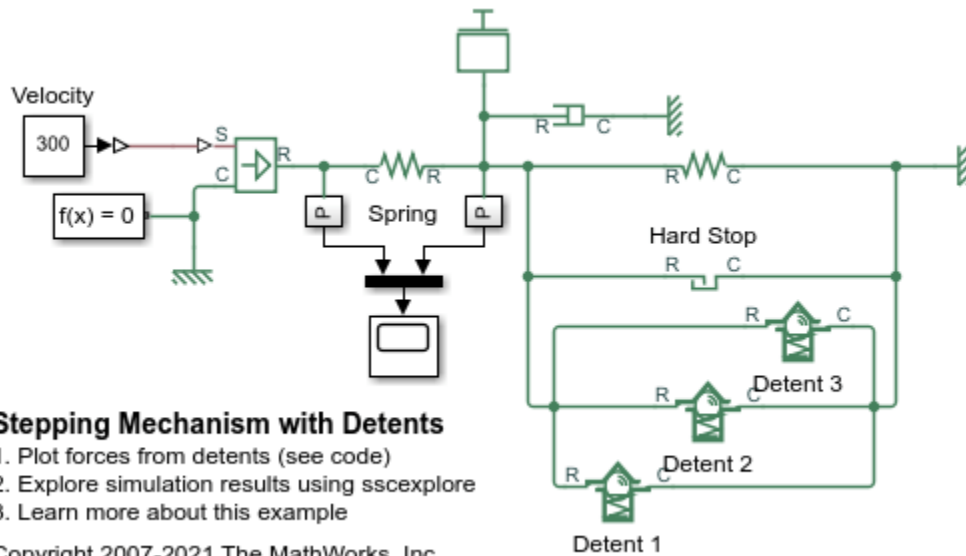 Velocity
300
S
C
R
f(x) = 0
C
R
P
Spring
P
R
C
R
C
Hard Stop
R
C
R
C
Detent 3
R
C
Detent 2
R
C
Detent 1
Stepping Mechanism with Detents
1. Plot forces from detents (see code)
2. Explore simulation results using sscexplore
3. Learn more about this example
Copyright 2007-2021 The MathWorks, Inc.